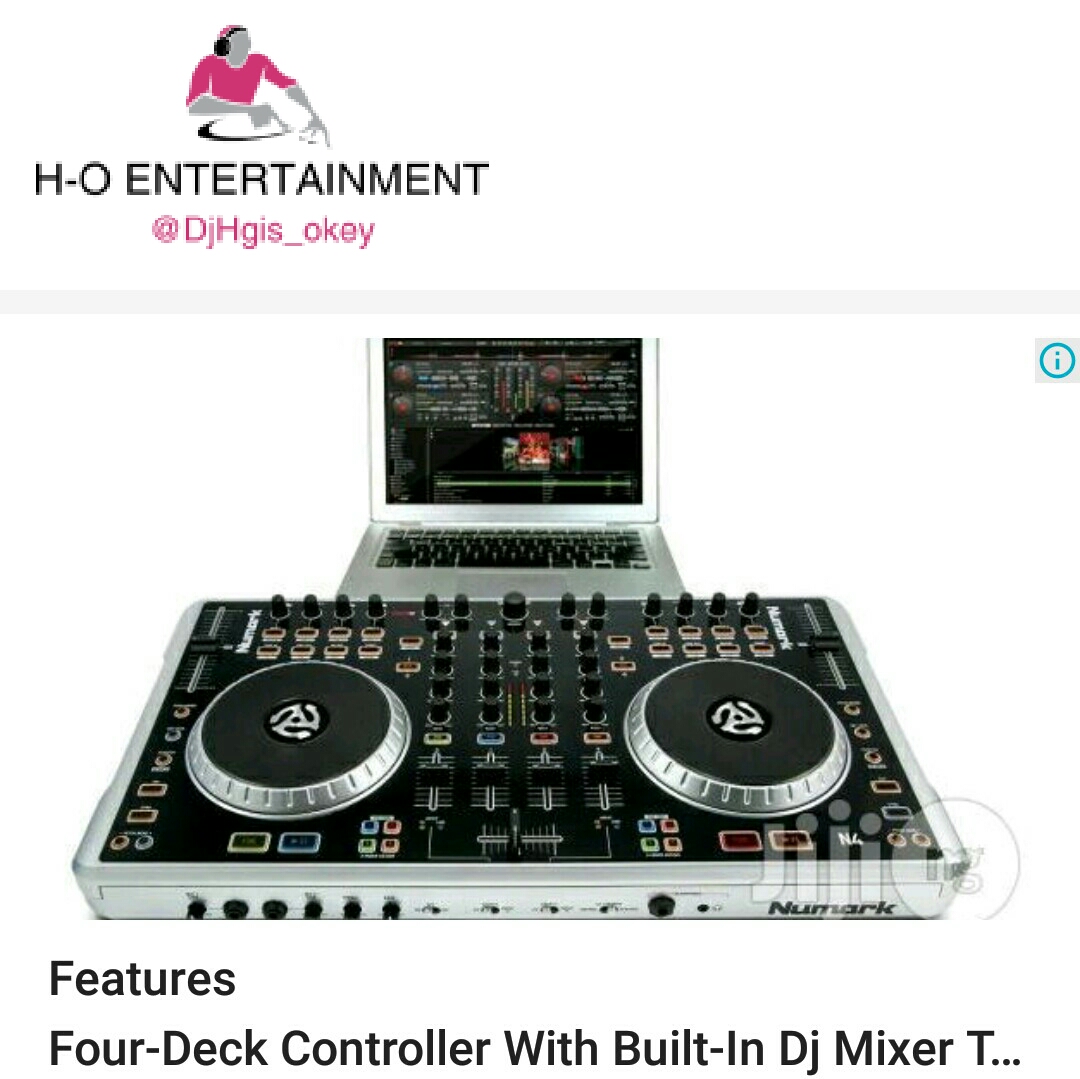 H-O ENTERTAINMENT
@DjHgis_okey
Numark
Numark
N4
jiji
ng
Numark
Features
Four-Deck Controller With Built-In Dj Mixer T...